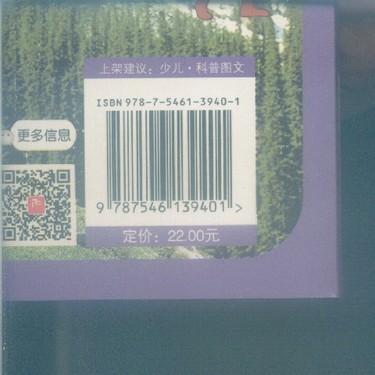 上架建议：少儿·科普图文
ISBN 978-7-5461-3940-1
更多信息
9 787546 139401 >
定价：22.00元